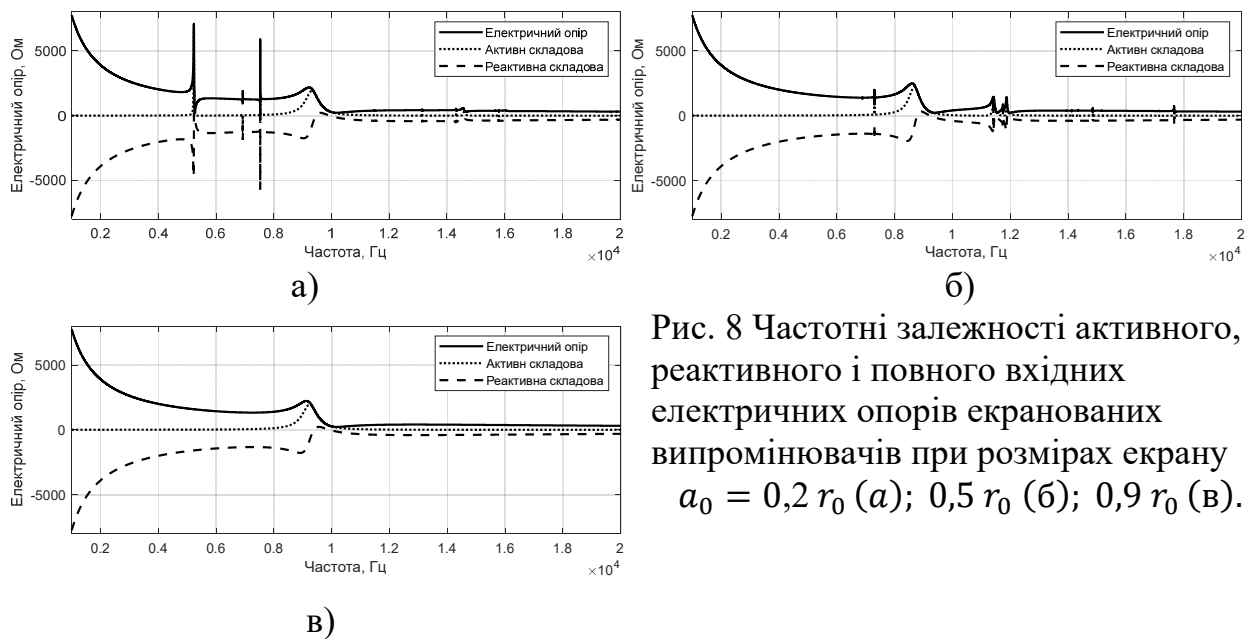 Електричний опір, Ом
5000
0
-5000
Електричний опір
Активн складова
Реактивна складова
0.2 0.4 0.6 0.8 1 1.2 1.4 1.6 1.8 2
Частота, Гц
×10⁴
а)
Електричний опір, Ом
5000
0
-5000
Електричний опір
Активн складова
Реактивна складова
0.2 0.4 0.6 0.8 1 1.2 1.4 1.6 1.8 2
Частота, Гц
×10⁴
б)
Електричний опір, Ом
5000
0
-5000
Електричний опір
Активн складова
Реактивна складова
0.2 0.4 0.6 0.8 1 1.2 1.4 1.6 1.8 2
Частота, Гц
×10⁴
в)
Рис. 8 Частотні залежності активного,
реактивного і повного вхідних
електричних опорів екранованих
випромінювачів при розмірах екрану
a₀ = 0,2 r₀ (а); 0,5 r₀ (б); 0,9 r₀ (в).